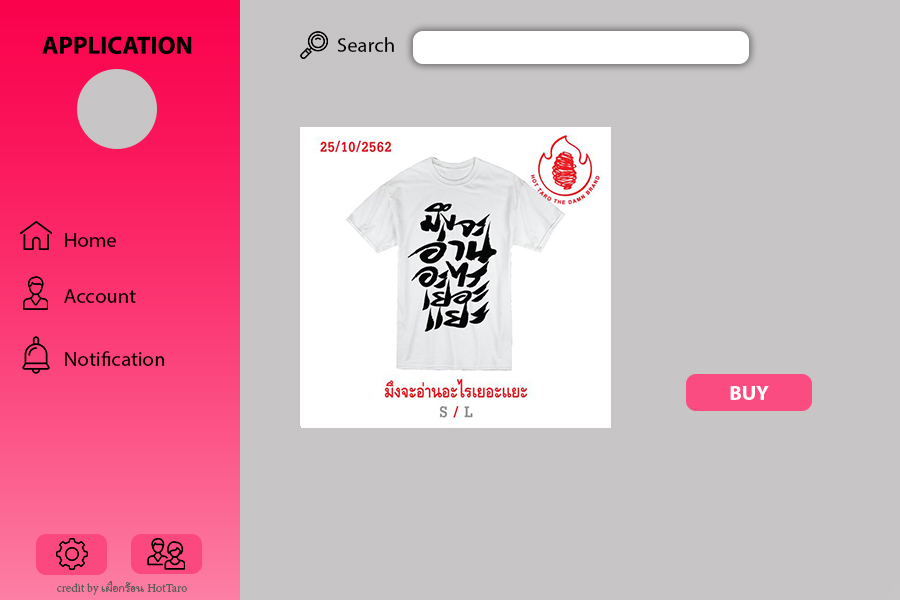 APPLICATION
Search
Home
Account
Notification
credit by เผือกร้อน HotTaro
25/10/2562
HOT TARO THE DAMN BRAND
มึงจะ
อ่าน
อะไร
เยอะ
แยะ
มึงจะอ่านอะไรเยอะแยะ
S / L
BUY